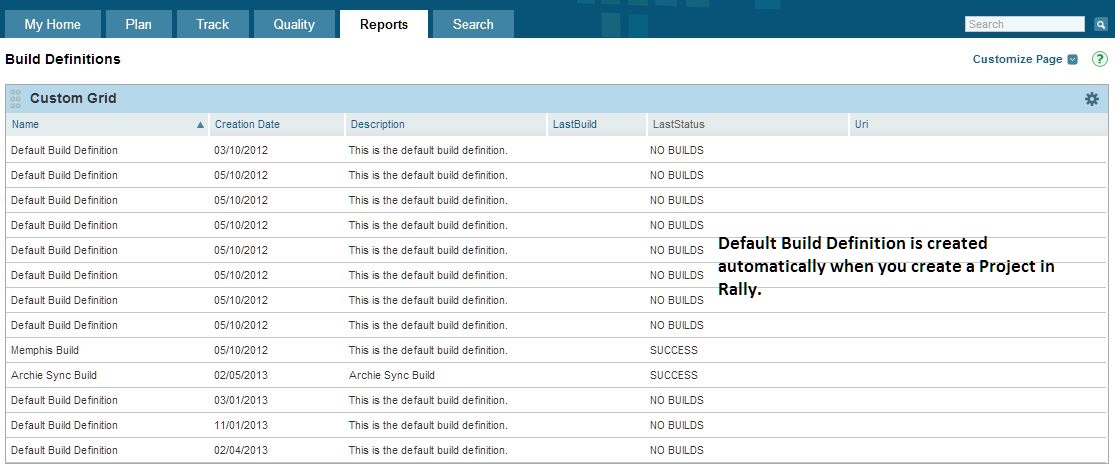 My Home Plan Track Quality Reports Search Search
Build Definitions Customize Page ?
Custom Grid
Name Creation Date Description LastBuild LastStatus Uri
Default Build Definition 03/10/2012 This is the default build definition. NO BUILDS
Default Build Definition 05/10/2012 This is the default build definition. NO BUILDS
Default Build Definition 05/10/2012 This is the default build definition. NO BUILDS
Default Build Definition 05/10/2012 This is the default build definition. NO BUILDS
Default Build Definition 05/10/2012 This is the default build definition. NO BUILDS
Default Build Definition 05/10/2012 This is the default build definition. NO BUILDS
Default Build Definition 05/10/2012 This is the default build definition. NO BUILDS
Default Build Definition 05/10/2012 This is the default build definition. NO BUILDS
Memphis Build 05/10/2012 This is the default build definition. SUCCESS
Archie Sync Build 02/05/2013 Archie Sync Build SUCCESS
Default Build Definition 03/01/2013 This is the default build definition. NO BUILDS
Default Build Definition 11/01/2013 This is the default build definition. NO BUILDS
Default Build Definition 02/04/2013 This is the default build definition. NO BUILDS
Default Build Definition is created
automatically when you create a Project in
Rally.